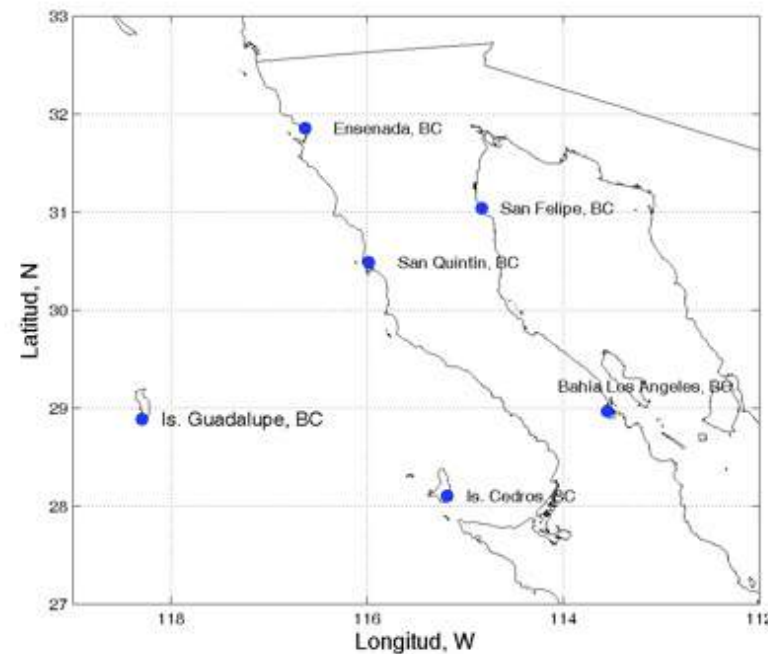 33
32
31
30
29
28
27
Latitud, N
Ensenada, BC
San Felipe, BC
San Quintin, BC
Bahia Los Angeles, BC
Is. Guadalupe, BC
Is. Cedros, BC
118
116
114
112
Longitud, W